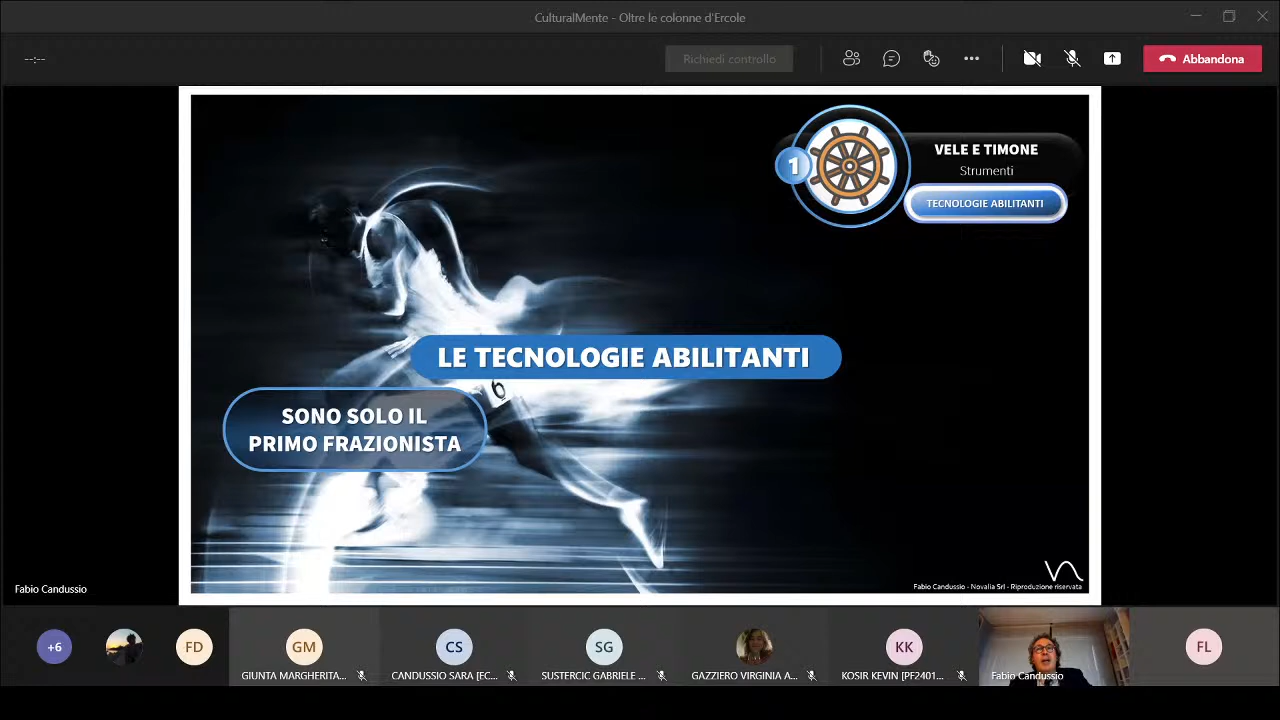 CulturalMente - Oltre le colonne d'Ercole
--:--
Richiedi controllo
Abbandona
1
VELE E TIMONE
Strumenti
TECNOLOGIE ABILITANTI
LE TECNOLOGIE ABILITANTI
6
SONO SOLO IL
PRIMO FRAZIONISTA
Fabio Candussio - Novalia Srl - Riproduzione riservata
Fabio Candussio
+6
FD
GM
CS
SG
KK
FL
GIUNTA MARGHERITA...
CANDUSSIO SARA [EC...
SUSTERCIC GABRIELE ...
GAZZIERO VIRGINIA A...
KOSIR KEVIN [PF2401...
Fabio Candussio